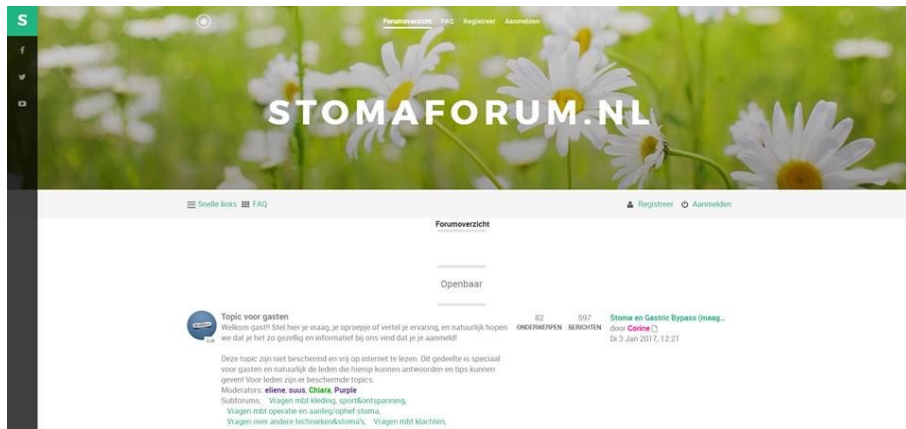 S
Forumoverzicht FAQ Registreer Aanmelden
STOMAFORUM.NL
Snelle links FAQ Registreer Aanmelden
Forumoverzicht
Openbaar
Topic voor gasten
Welkom gast!! Stel hier je vraag, je oproepje of vertel je ervaring, en natuurlijk hopen
we dat je het zo gezellig en informatief bij ons vind dat je je aanmeld!
Deze topic zijn niet beschermd en vrij op internet te lezen. Dit gedeelte is speciaal
voor gasten en natuurlijk de leden die hierop kunnen antwoorden en tips kunnen
geven! Voor leden zijn er beschermde topics.
Moderators: eliene, suus, Chiara, Purple
Subforums: Vragen mbt kleding, sport&ontspanning,
Vragen mbt operatie en aanleg/ophef stoma,
Vragen over andere technieken&stoma's, Vragen mbt klachten,
82 597
ONDERWERPEN BERICHTEN
Stoma en Gastric Bypass (maag...
door Corine
Di 3 Jan 2017, 12:21